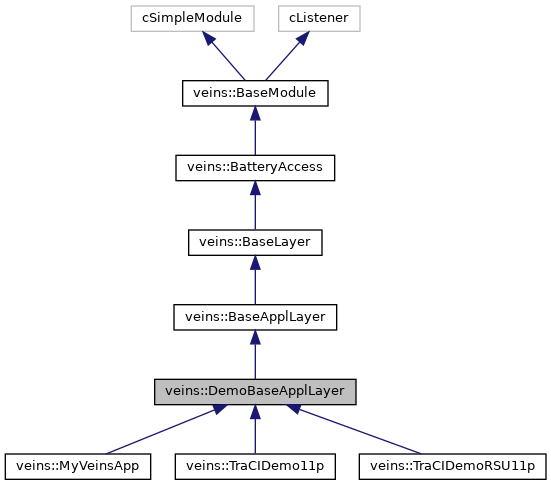 cSimpleModule
cListener
veins::BaseModule
veins::BatteryAccess
veins::BaseLayer
veins::BaseApplLayer
veins::DemoBaseApplLayer
veins::MyVeinsApp
veins::TraCIDemo11p
veins::TraCIDemoRSU11p